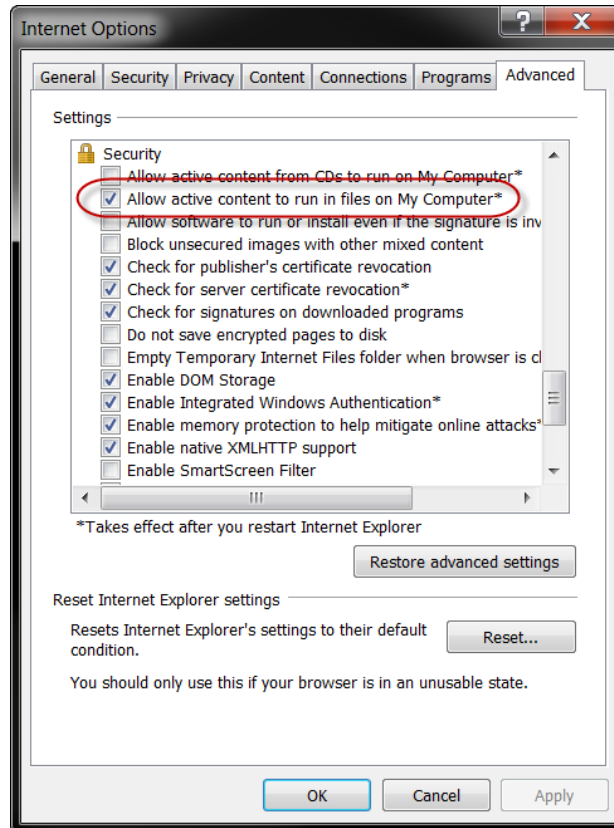 Internet Options
?
X
General Security Privacy Content Connections Programs Advanced
Settings
Security
Allow active content from CDs to run on My Computer*
Allow active content to run in files on My Computer*
Allow software to run or install even if the signature is inv
Block unsecured images with other mixed content
Check for publisher's certificate revocation
Check for server certificate revocation*
Check for signatures on downloaded programs
Do not save encrypted pages to disk
Empty Temporary Internet Files folder when browser is cl
Enable DOM Storage
Enable Integrated Windows Authentication*
Enable memory protection to help mitigate online attacks*
Enable native XMLHTTP support
Enable SmartScreen Filter
*Takes effect after you restart Internet Explorer
Restore advanced settings
Reset Internet Explorer settings
Resets Internet Explorer's settings to their default
condition.
Reset...
You should only use this if your browser is in an unusable state.
OK Cancel Apply